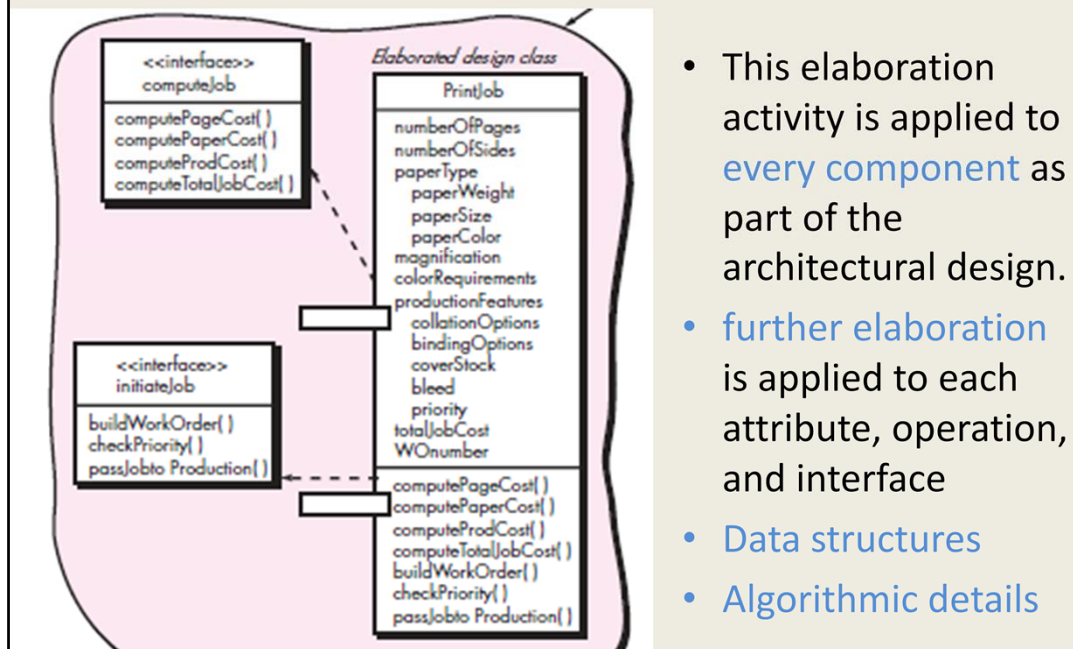 <<interface>>
computeJob
computePageCost( )
computePaperCost( )
computeProdCost( )
computeTotalJobCost( )
<<interface>>
initiateJob
buildWorkOrder( )
checkPriority( )
passJobto Production( )
Elaborated design class
PrintJob
numberOfPages
numberOfSides
paperType
paperWeight
paperSize
paperColor
magnification
colorRequirements
productionFeatures
collationOptions
bindingOptions
coverStock
bleed
priority
totalJobCost
WOnumber
computePageCost( )
computePaperCost( )
computeProdCost( )
computeTotalJobCost( )
buildWorkOrder( )
checkPriority( )
passJobto Production( )
• This elaboration
activity is applied to
every component as
part of the
architectural design.
• further elaboration
is applied to each
attribute, operation,
and interface
• Data structures
• Algorithmic details